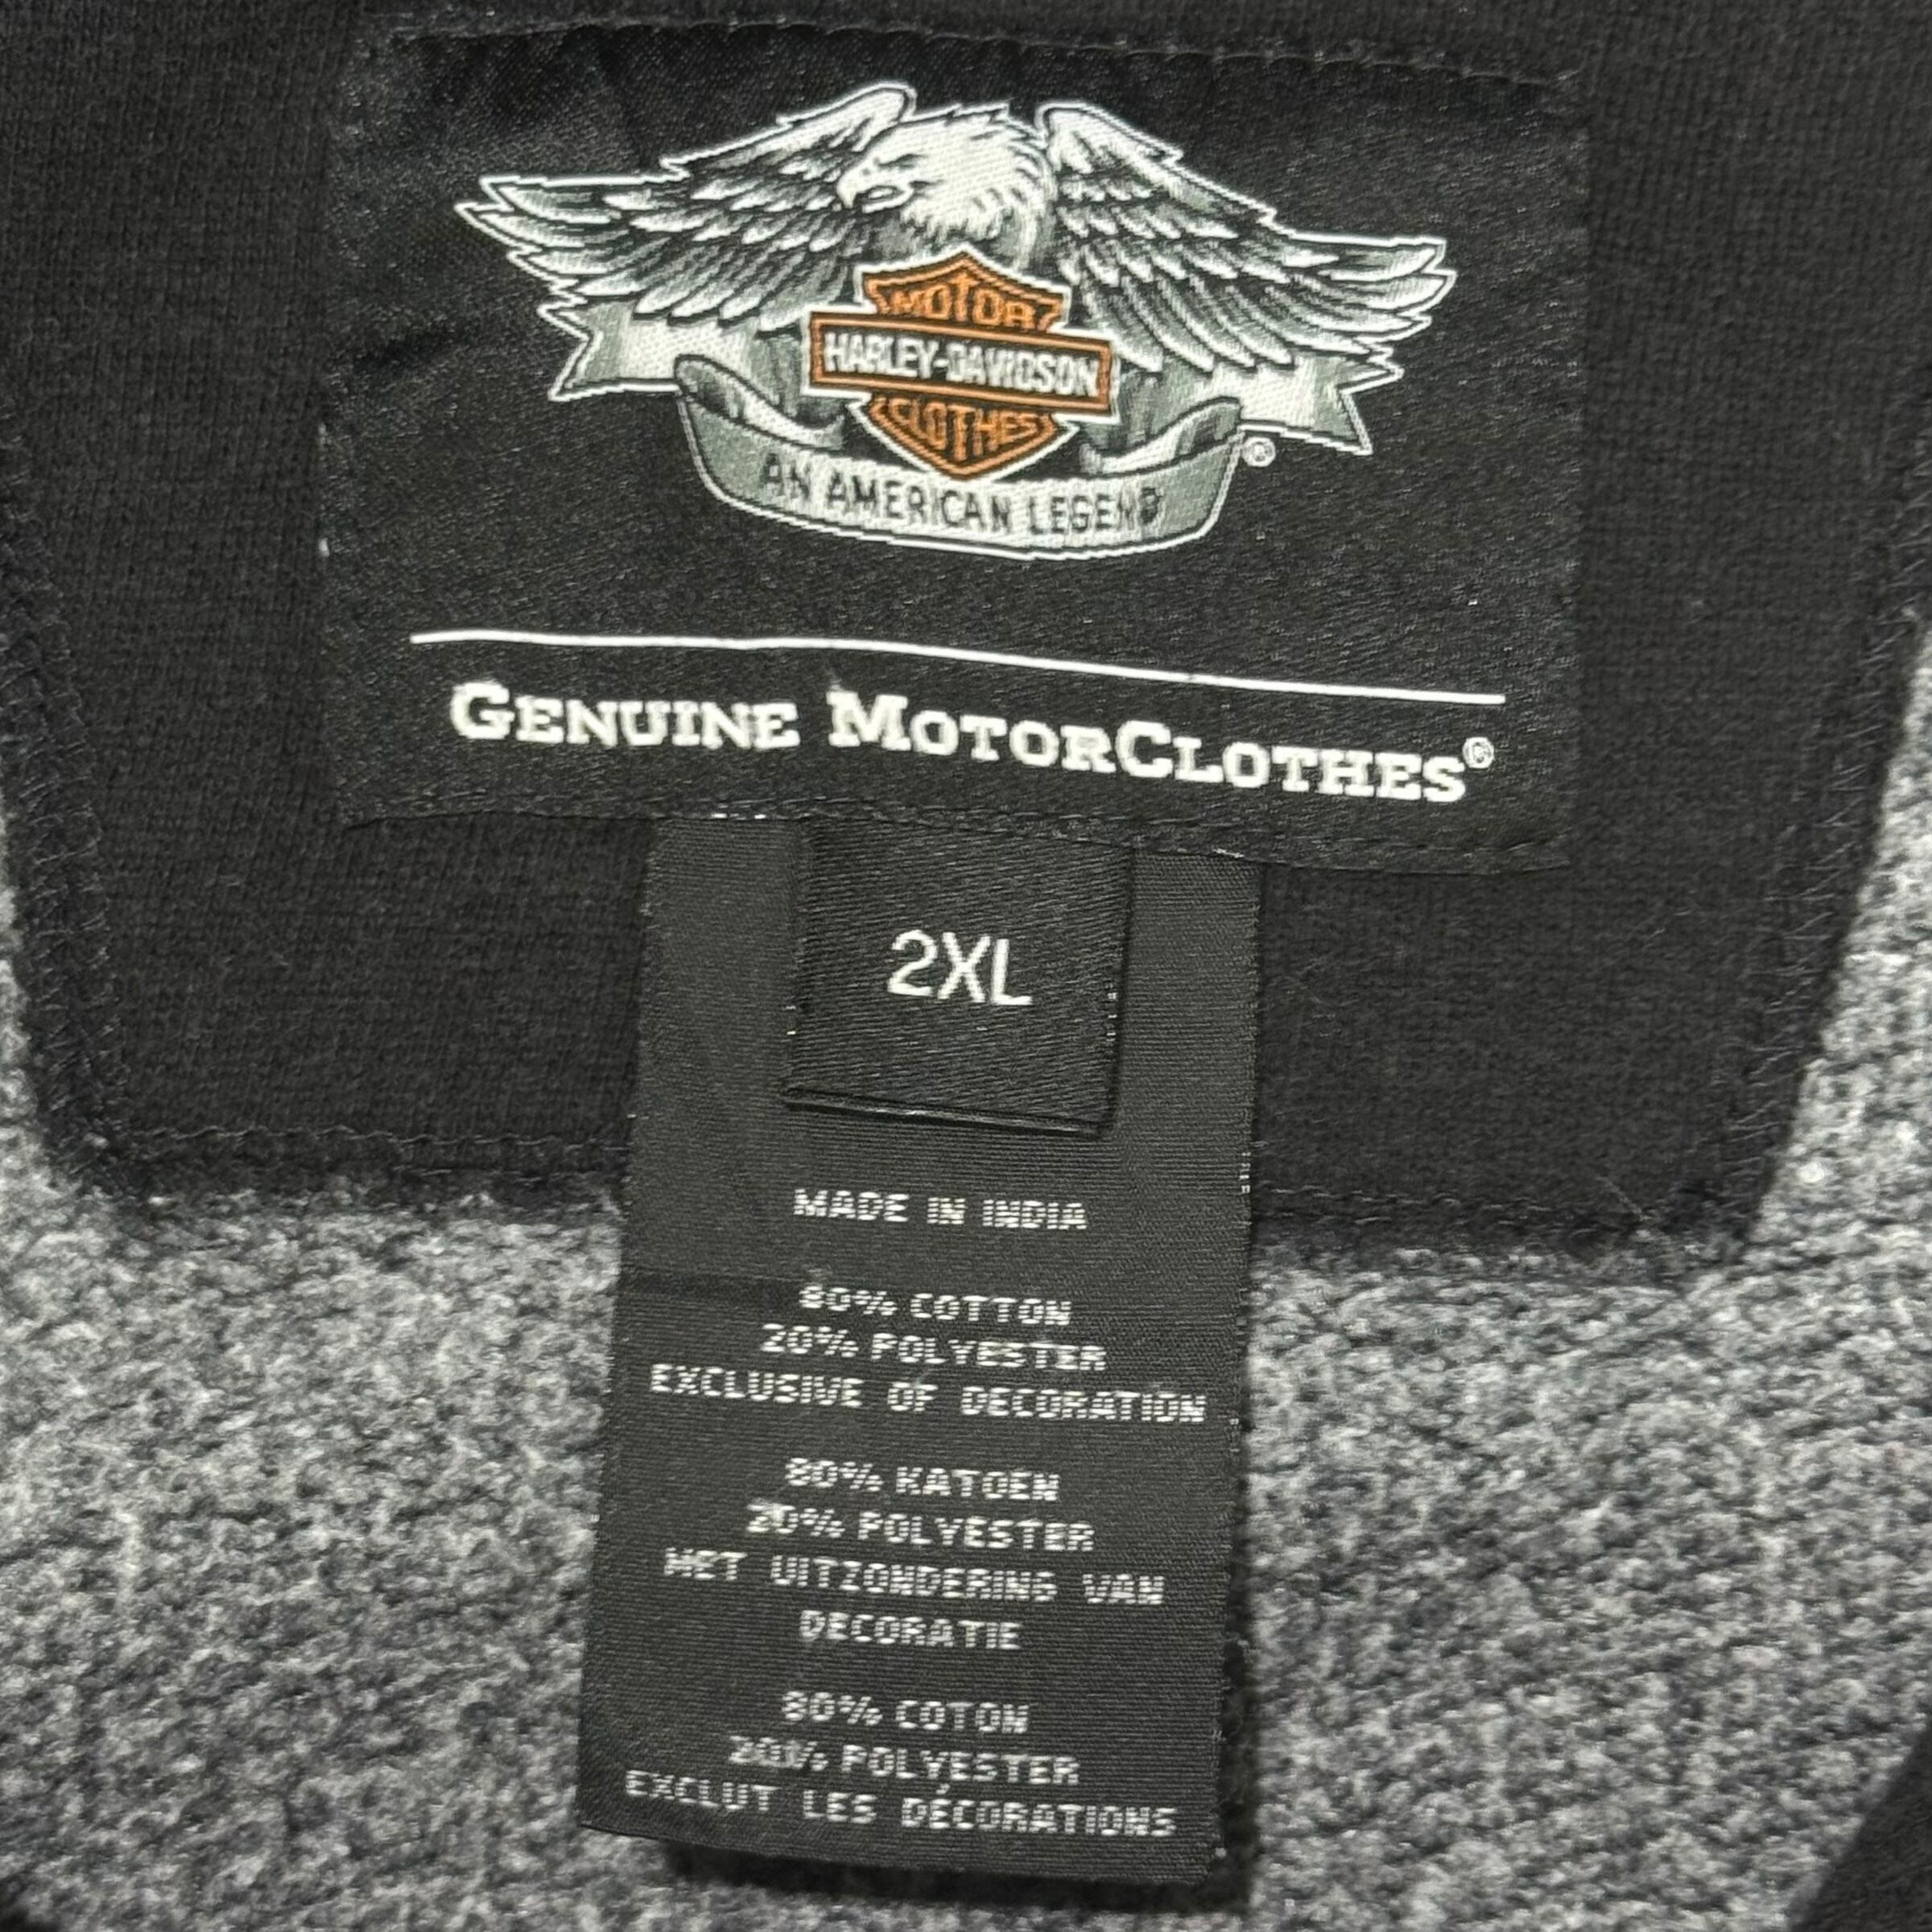 MOTOR
HARLEY-DAVIDSON
CLOTHES
AN AMERICAN LEGEND
®
GENUINE MOTORCLOTHES®
2XL
MADE IN INDIA
80% COTTON
20% POLYESTER
EXCLUSIVE OF DECORATION
80% KATOEN
20% POLYESTER
MET UITZONDERING VAN
DECORATIE
80% COTON
20% POLYESTER
EXCLUT LES DÉCORATIONS